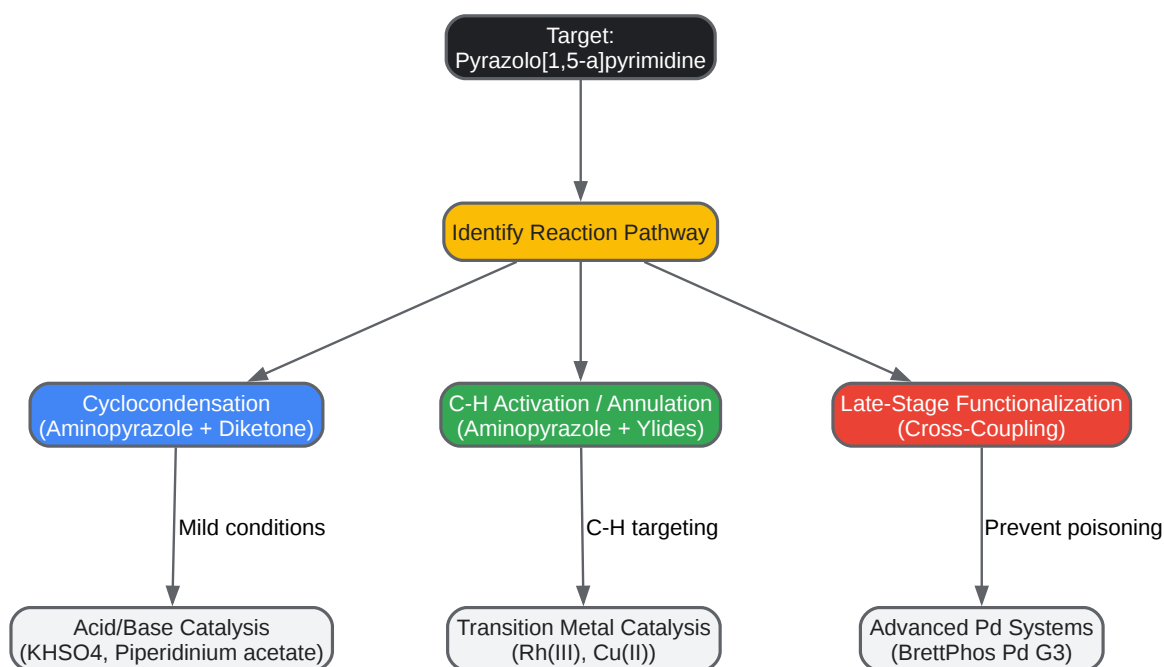 Target:
Pyrazolo[1,5-a]pyrimidine
Identify Reaction Pathway
Cyclocondensation
(Aminopyrazole + Diketone)
C-H Activation / Annulation
(Aminopyrazole + Ylides)
Late-Stage Functionalization
(Cross-Coupling)
Mild conditions
C-H targeting
Prevent poisoning
Acid/Base Catalysis
(KHSO4, Piperidinium acetate)
Transition Metal Catalysis
(Rh(III), Cu(II))
Advanced Pd Systems
(BrettPhos Pd G3)